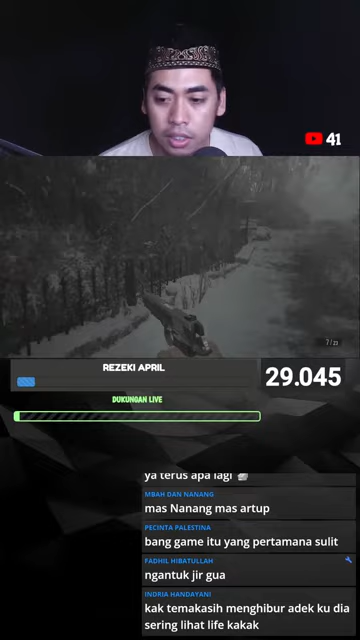 41
7 / 23
REZEKI APRIL
29.045
DUKUNGAN LIVE
ya terus apa lagi
MBAH DAN NANANG
mas Nanang mas artup
PECINTA PALESTINA
bang game itu yang pertamana sulit
FADHIL HIBATULLAH
ngantuk jir gua
INDRIA HANDAYANI
kak temakasih menghibur adek ku dia
sering lihat life kakak